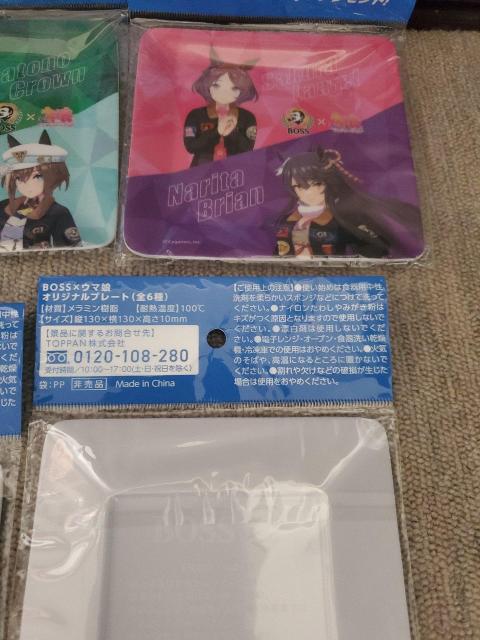 atono
Crown
BOSS
BOSS
×
Narita
Brian
©Cygames, Inc.
BOSS×ウマ娘
オリジナルプレート(全6種)
【材質】メラミン樹脂 【耐熱温度】100℃
【サイズ】縦130×横130×高さ10mm
【景品に関するお問合せ先】
TOPPAN株式会社
0120-108-280
受付時間/10:00〜17:00(土・日・祝日を除く)
袋:PP 非売品 Made in China
【ご使用上の注意】●使い始めは食器用中性
洗剤を柔らかいスポンジなどにつけて洗って
ください。●ナイロンたわしやみがき粉は
キズがつく原因となりますので使用しないで
ください。●漂白剤は使用しないでくださ
い。●電子レンジ・オーブン・食器洗い乾燥
機・冷凍庫での使用はおやめください。●火
気のそばや、高温になるところに置かないで
ください。●割れや欠けなどの破損が生じた
場合は使用をおやめください。